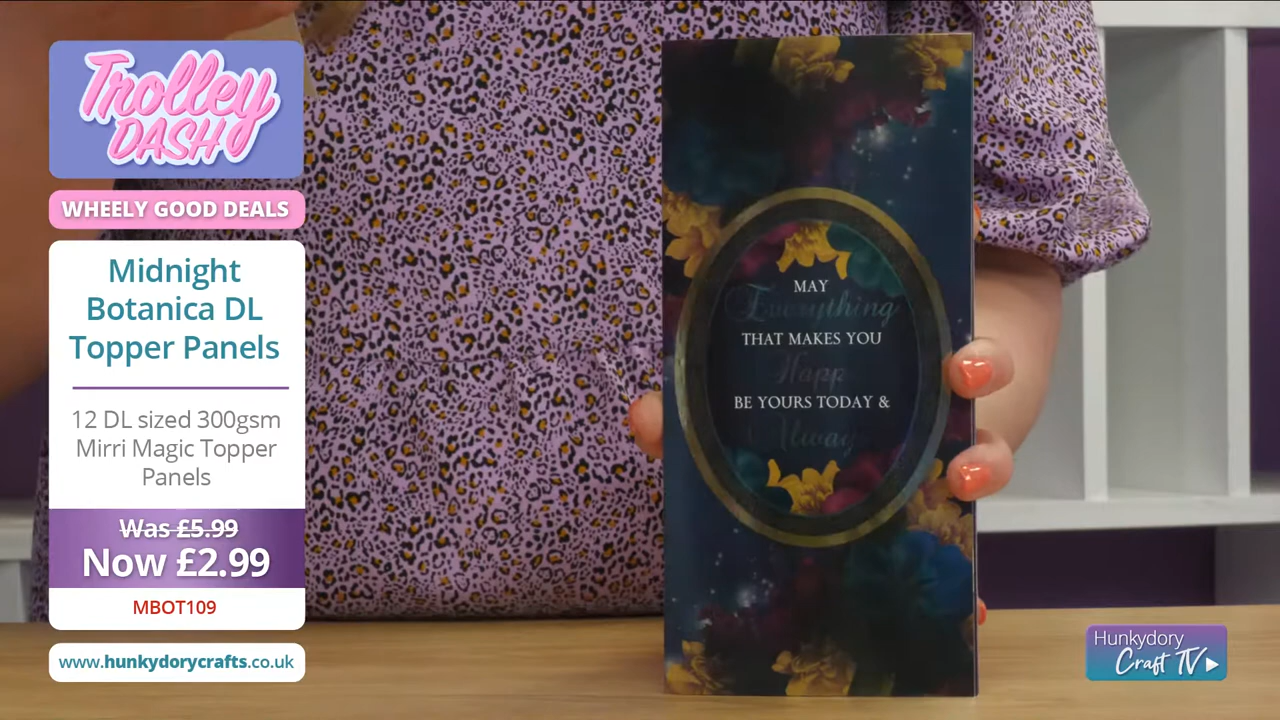 Trolley
DASH
WHEELY GOOD DEALS
Midnight
Botanica DL
Topper Panels
12 DL sized 300gsm
Mirri Magic Topper
Panels
Was £5.99
Now £2.99
MBOT109
www.hunkydorycrafts.co.uk
MAY
Everything
THAT MAKES YOU
Happy
BE YOURS TODAY &
Always
Hunkydory
Craft TV